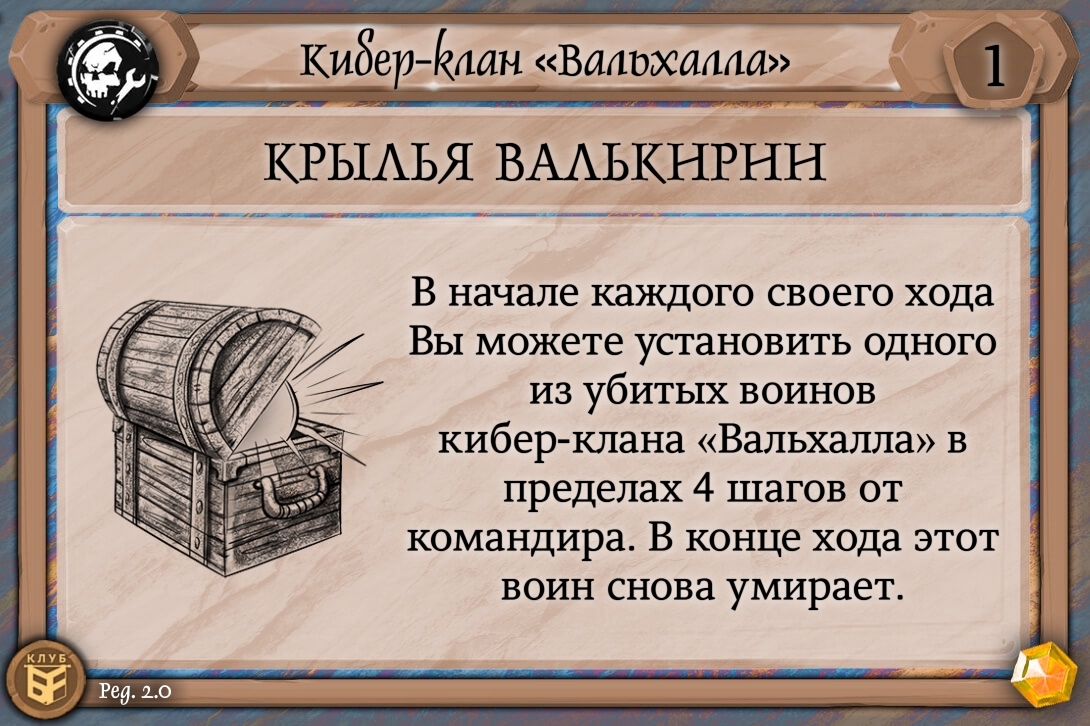 Кибер-клан «Вальхалла»
1
КРЫЛЬЯ ВАЛЬКИРИИ
В начале каждого своего хода
Вы можете установить одного
из убитых воинов
кибер-клана «Вальхалла» в
пределах 4 шагов от
командира. В конце хода этот
воин снова умирает.
КЛУБ
Ред. 2.0